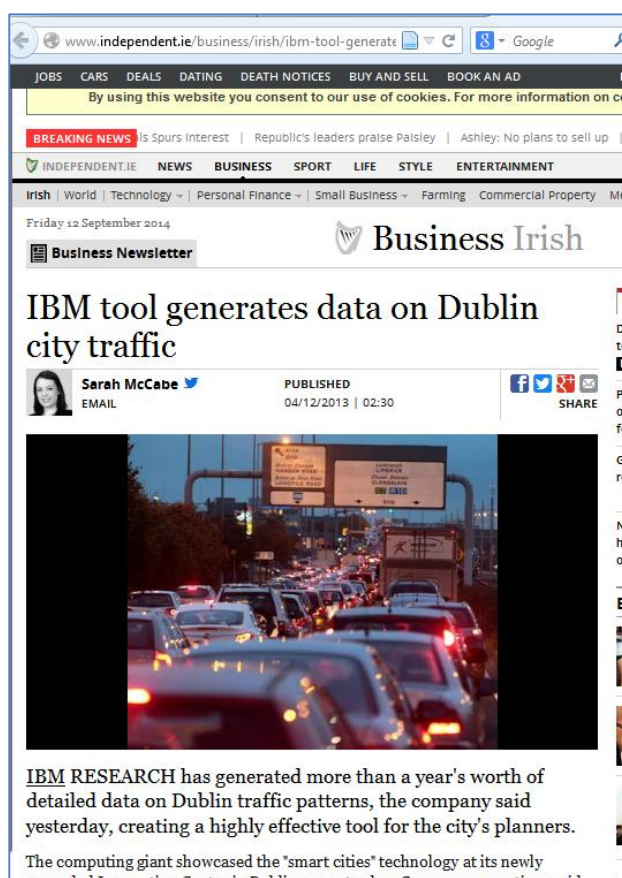 www.independent.ie/business/irish/ibm-tool-generate
Google
JOBS CARS DEALS DATING DEATH NOTICES BUY AND SELL BOOK AN AD
By using this website you consent to our use of cookies. For more information on c
BREAKING NEWS ls Spurs Interest | Republic's leaders praise Paisley | Ashley: No plans to sell up |
INDEPENDENT.IE NEWS BUSINESS SPORT LIFE STYLE ENTERTAINMENT
Irish | World | Technology | Personal Finance | Small Business Farming Commercial Property Me
Friday 12 September 2014
Business Newsletter
Business Irish
IBM tool generates data on Dublin
city traffic
Sarah McCabe
EMAIL
PUBLISHED
04/12/2013 | 02:30
SHARE
LIMERICK
CLONDALKIN
IBM RESEARCH has generated more than a year's worth of
detailed data on Dublin traffic patterns, the company said
yesterday, creating a highly effective tool for the city's planners.
The computing giant showcased the "smart cities" technology at its newly